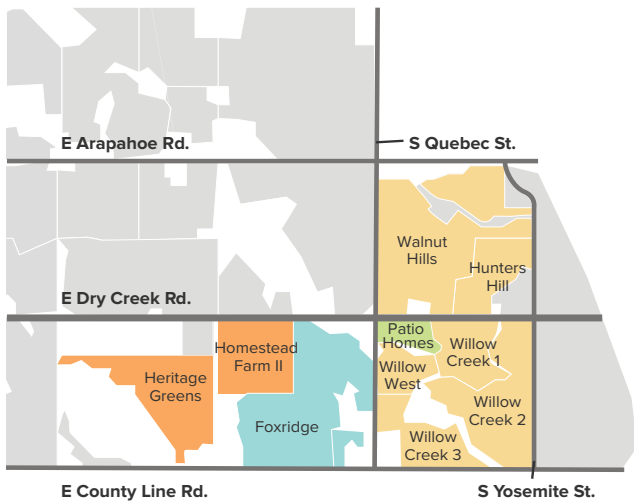 E Arapahoe Rd.
S Quebec St.
Walnut
Hills
Hunters
Hill
E Dry Creek Rd.
Patio
Homes
Willow
Creek 1
Homestead
Farm II
Willow
West
Heritage
Greens
Willow
Creek 2
Foxridge
Willow
Creek 3
E County Line Rd.
S Yosemite St.